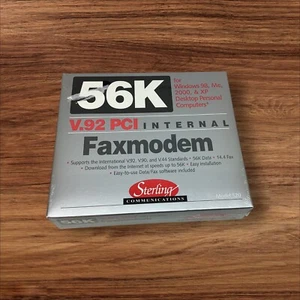 56K
for
Windows 98, Me,
2000, & XP
Desktop Personal
Computers
V.92 PCI INTERNAL
Faxmodem
• Supports the International V.92, V.90, and V.44 Standards • 56K Data • 14.4 Fax
• Download from the Internet at speeds up to 56K • Easy Installation
• Easy-to-use Data/Fax software included
Sterling
COMMUNICATIONS
56K